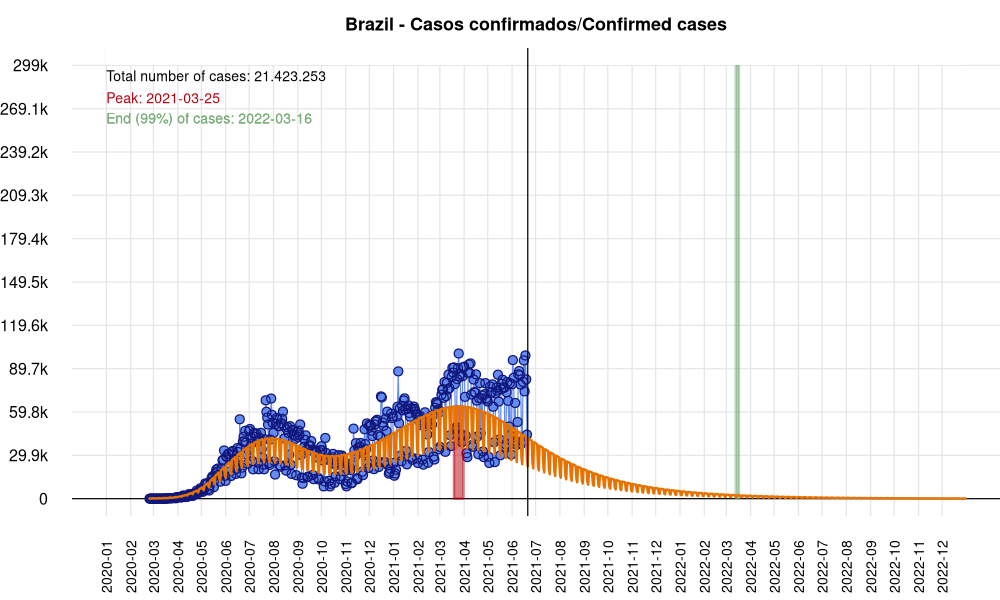 Brazil - Casos confirmados/Confirmed cases
299k
269.1k
239.2k
209.3k
179.4k
149.5k
119.6k
89.7k
59.8k
29.9k
0
Total number of cases: 21.423.253
Peak: 2021-03-25
End (99%) of cases: 2022-03-16
2020-01
2020-02
2020-03
2020-04
2020-05
2020-06
2020-07
2020-08
2020-09
2020-10
2020-11
2020-12
2021-01
2021-02
2021-03
2021-04
2021-05
2021-06
2021-07
2021-08
2021-09
2021-10
2021-11
2021-12
2022-01
2022-02
2022-03
2022-04
2022-05
2022-06
2022-07
2022-08
2022-09
2022-10
2022-11
2022-12